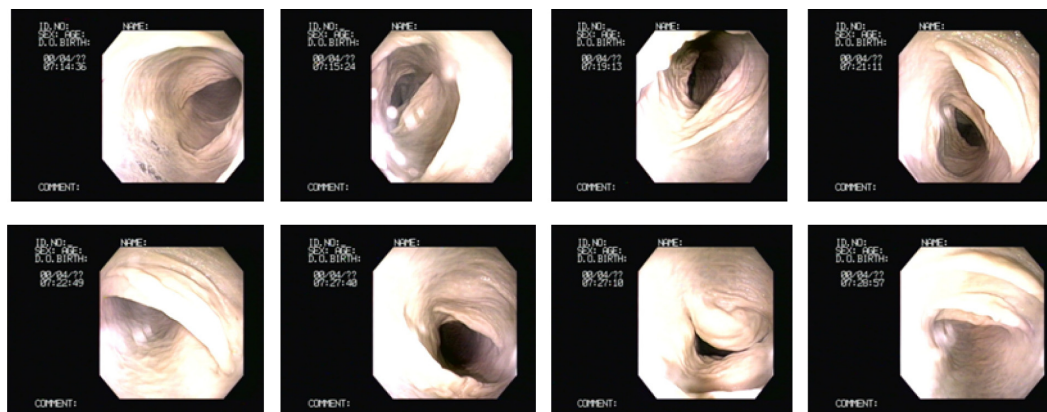 ID.NO: NAME:
SEX: AGE:
D.O.BIRTH:
00/04/??
07:14:36
COMMENT:
ID.NO: NAME:
SEX: AGE:
D.O.BIRTH:
00/04/??
07:15:24
COMMENT:
ID.NO: NAME:
SEX: AGE:
D.O.BIRTH:
00/04/??
07:19:13
COMMENT:
ID.NO: NAME:
SEX: AGE:
D.O.BIRTH:
00/04/??
07:21:11
COMMENT:
ID.NO: NAME:
SEX: AGE:
D.O.BIRTH:
00/04/??
07:22:49
COMMENT:
ID.NO: NAME:
SEX: AGE:
D.O.BIRTH:
00/04/??
07:27:40
COMMENT:
ID.NO: NAME:
SEX: AGE:
D.O.BIRTH:
00/04/??
07:27:10
COMMENT:
ID.NO: NAME:
SEX: AGE:
D.O.BIRTH:
00/04/??
07:28:57
COMMENT: